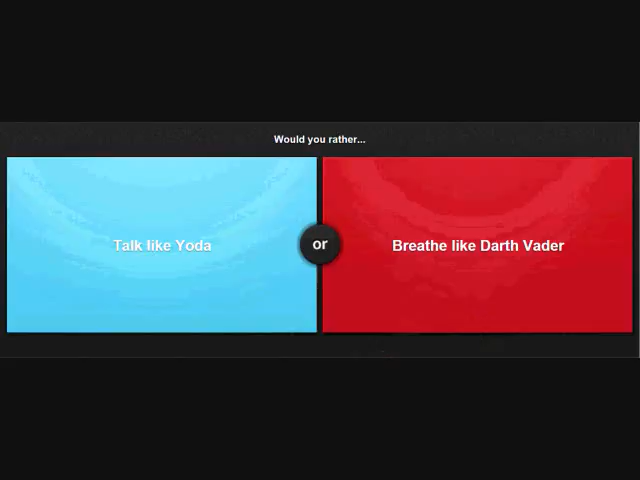 Would you rather...
Talk like Yoda
or
Breathe like Darth Vader